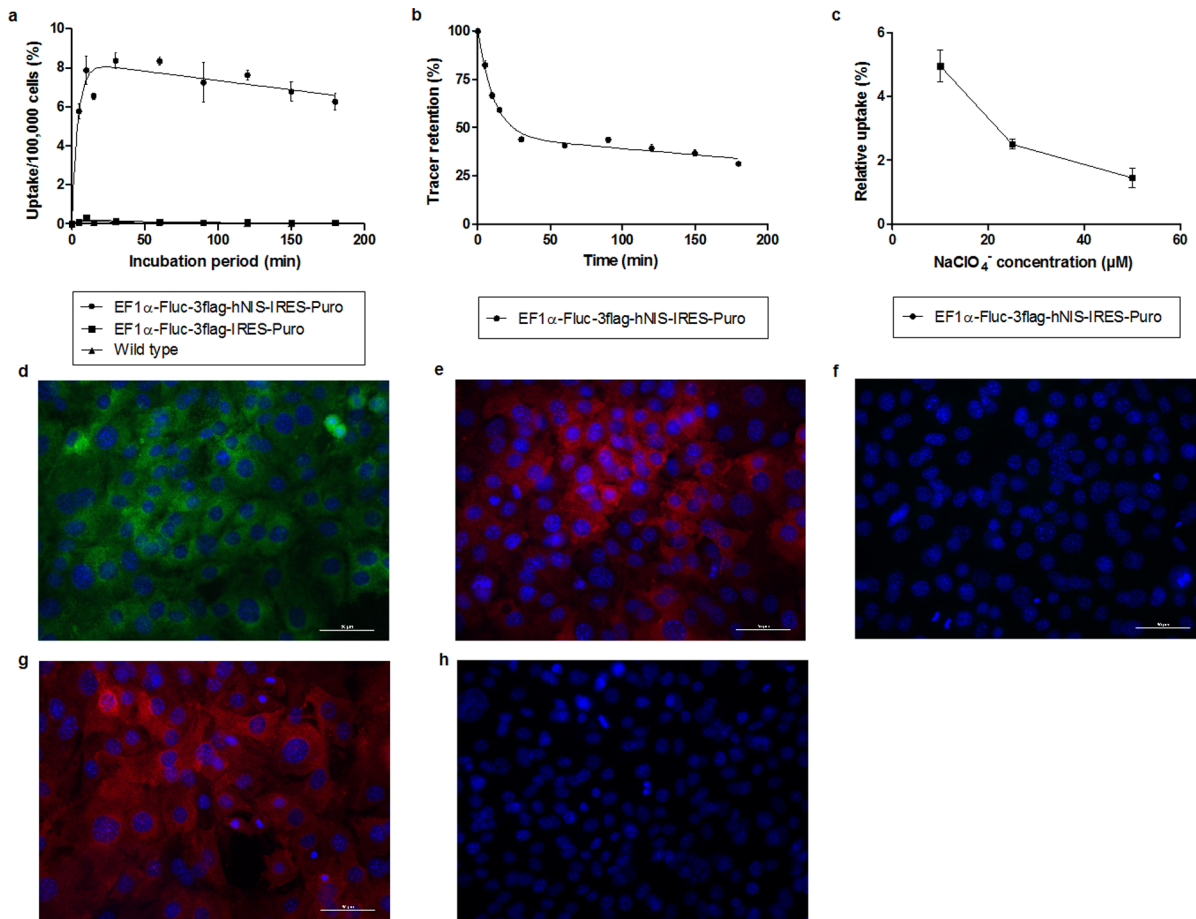 a
Uptake/100,000 cells (%)
10
8
6
4
2
0
0 50 100 150 200
Incubation period (min)
EF1α-Fluc-3flag-hNIS-IRES-Puro
EF1α-Fluc-3flag-IRES-Puro
Wild type
b
Tracer retention (%)
100
75
50
25
0
0 50 100 150 200
Time (min)
EF1α-Fluc-3flag-hNIS-IRES-Puro
c
Relative uptake (%)
6
4
2
0
0 20 40 60
NaClO₄⁻ concentration (µM)
EF1α-Fluc-3flag-hNIS-IRES-Puro
d
e
f
g
h